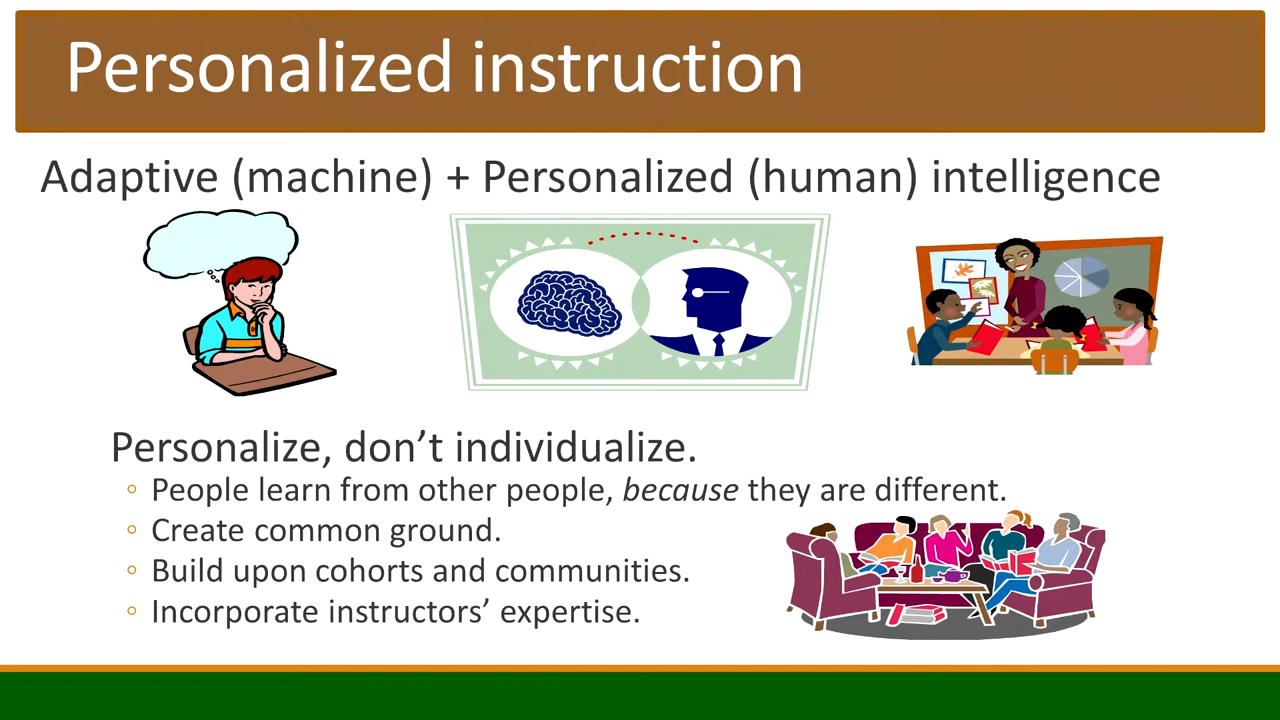 Personalized instruction
Adaptive (machine) + Personalized (human) intelligence
Personalize, don’t individualize.
◦ People learn from other people, because they are different.
◦ Create common ground.
◦ Build upon cohorts and communities.
◦ Incorporate instructors’ expertise.